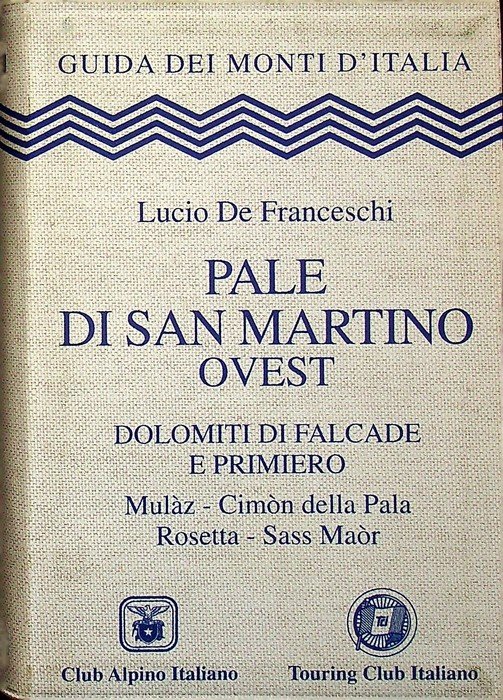 GUIDA DEI MONTI D'ITALIA
Lucio De Franceschi
PALE
DI SAN MARTINO
OVEST
DOLOMITI DI FALCADE
E PRIMIERO
Mulàz - Cimòn della Pala
Rosetta - Sass Maòr
TCI
Club Alpino Italiano
Touring Club Italiano